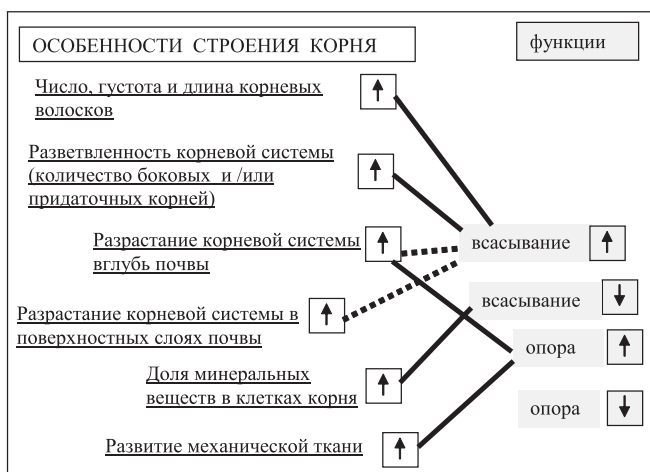 ОСОБЕННОСТИ СТРОЕНИЯ КОРНЯ
функции
Число, густота и длина корневых
волосков
Разветвленность корневой системы
(количество боковых и /или
придаточных корней)
Разрастание корневой системы
вглубь почвы
всасывание
всасывание
Разрастание корневой системы в
поверхностных слоях почвы
опора
Доля минеральных
веществ в клетках корня
опора
Развитие механической ткани